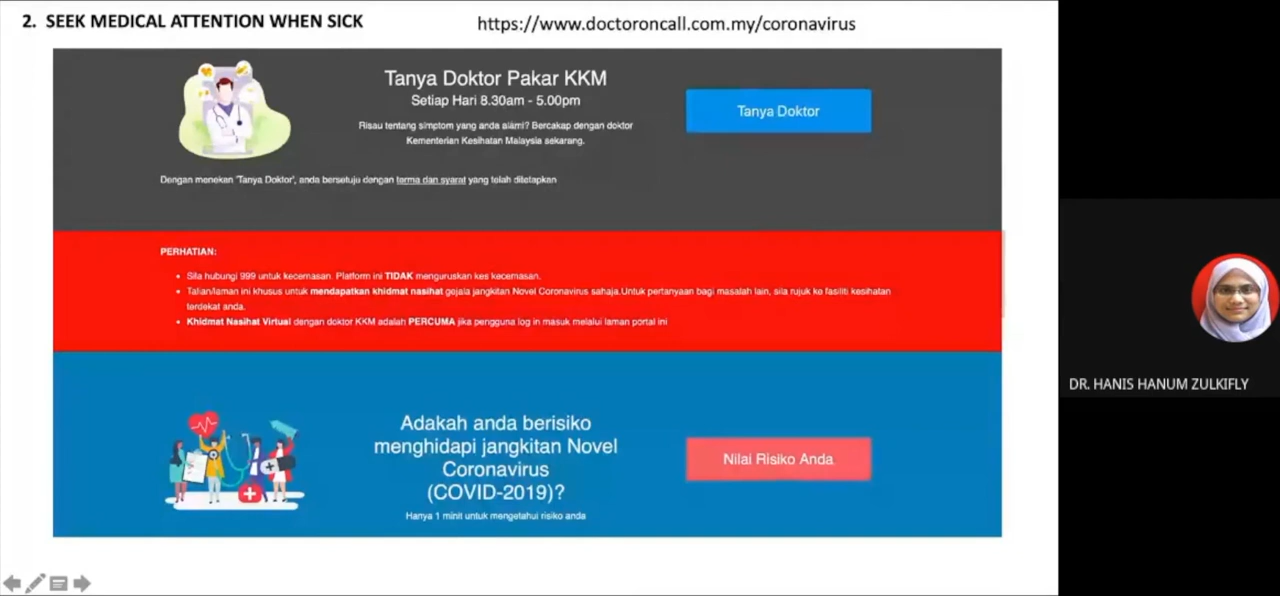 2. SEEK MEDICAL ATTENTION WHEN SICK
https://www.doctoroncall.com.my/coronavirus
Tanya Doktor Pakar KKM
Setiap Hari 8.30am - 5.00pm
Risau tentang simptom yang anda alami? Bercakap dengan doktor
Kementerian Kesihatan Malaysia sekarang.
Tanya Doktor
Dengan menekan 'Tanya Doktor', anda bersetuju dengan terma dan syarat yang telah ditetapkan
PERHATIAN:
• Sila hubungi 999 untuk kecemasan. Platform ini TIDAK menguruskan kes kecemasan.
• Talian/laman ini khusus untuk mendapatkan khidmat nasihat gejala jangkitan Novel Coronavirus sahaja.Untuk pertanyaan bagi masalah lain, sila rujuk ke fasiliti kesihatan
terdekat anda.
• Khidmat Nasihat Virtual dengan doktor KKM adalah PERCUMA jika pengguna log in masuk melalui laman portal ini
Adakah anda berisiko
menghidapi jangkitan Novel
Coronavirus
(COVID-2019)?
Hanya 1 minit untuk mengetahui risiko anda
Nilai Risiko Anda
DR. HANIS HANUM ZULKIFLY